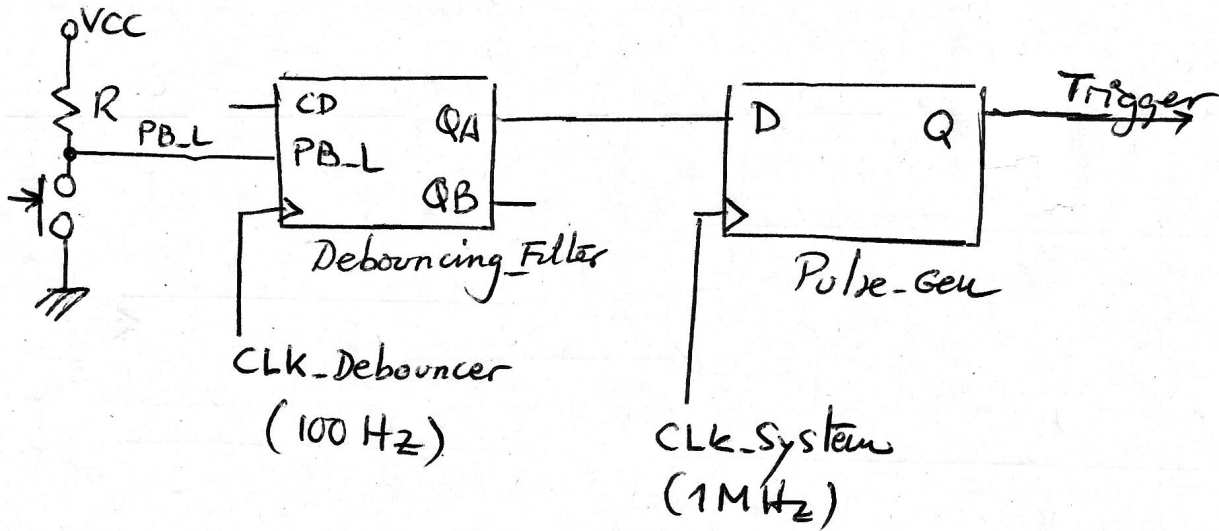 VCC
R
PB_L
CD
PB_L
QA
QB
Debouncing_Filter
CLK_Debouncer
(100 Hz)
D
Q
Pulse_Gen
CLK_System
(1MHz)
Trigger